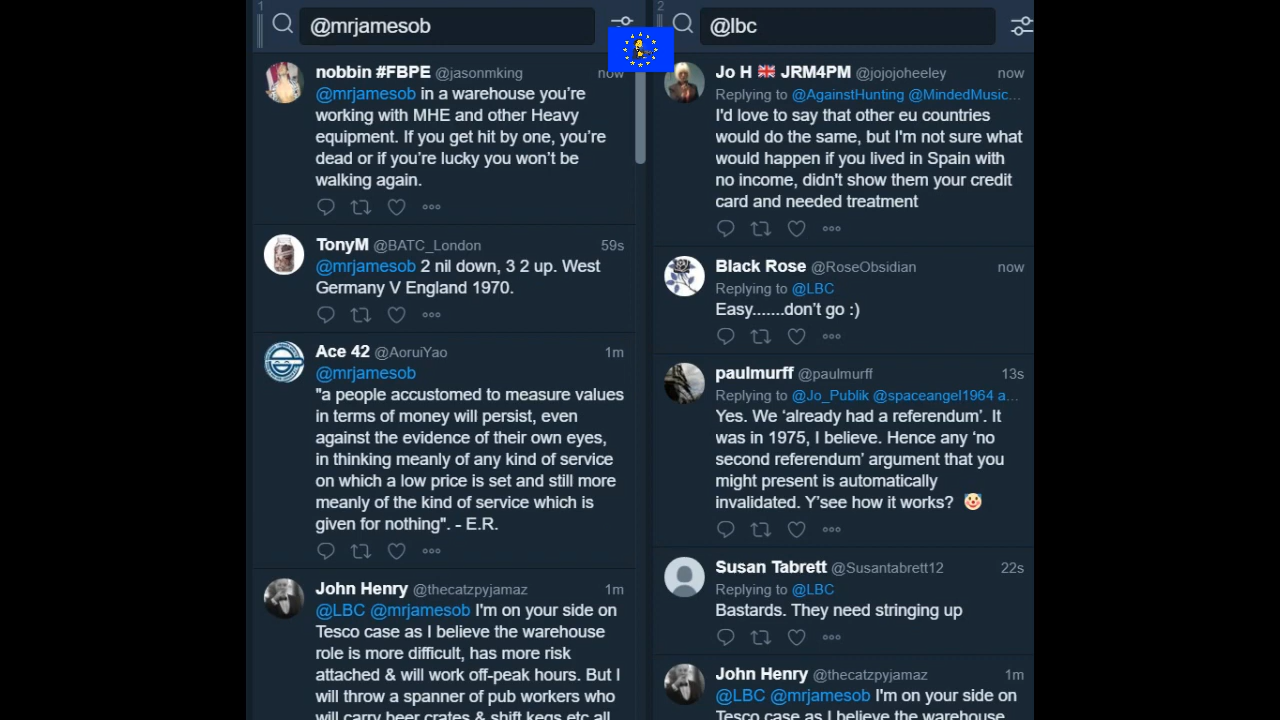 1
@mrjamesob
nobbin #FBPE @jasonmking now
@mrjamesob in a warehouse you're
working with MHE and other Heavy
equipment. If you get hit by one, you're
dead or if you're lucky you won't be
walking again.
TonyM @BATC_London 59s
@mrjamesob 2 nil down, 3 2 up. West
Germany V England 1970.
Ace 42 @AoruiYao 1m
@mrjamesob
"a people accustomed to measure values
in terms of money will persist, even
against the evidence of their own eyes,
in thinking meanly of any kind of service
on which a low price is set and still more
meanly of the kind of service which is
given for nothing". - E.R.
John Henry @thecatzpyjamaz 1m
@LBC @mrjamesob I'm on your side on
Tesco case as I believe the warehouse
role is more difficult, has more risk
attached & will work off-peak hours. But I
will throw a spanner of pub workers who
will carry beer crates & shift kegs etc all
2
@lbc
Jo H 🇬🇧 JRM4PM @jojojoheeley now
Replying to @AgainstHunting @MindedMusic...
I'd love to say that other eu countries
would do the same, but I'm not sure what
would happen if you lived in Spain with
no income, didn't show them your credit
card and needed treatment
Black Rose @RoseObsidian now
Replying to @LBC
Easy.......don't go :)
paulmurff @paulmurff 13s
Replying to @Jo_Publik @spaceangel1964 a...
Yes. We ‘already had a referendum’. It
was in 1975, I believe. Hence any ‘no
second referendum’ argument that you
might present is automatically
invalidated. Y’see how it works? 🤡
Susan Tabrett @Susantabrett12 22s
Replying to @LBC
Bastards. They need stringing up
John Henry @thecatzpyjamaz 1m
@LBC @mrjamesob I'm on your side on
Tesco case as I believe the warehouse